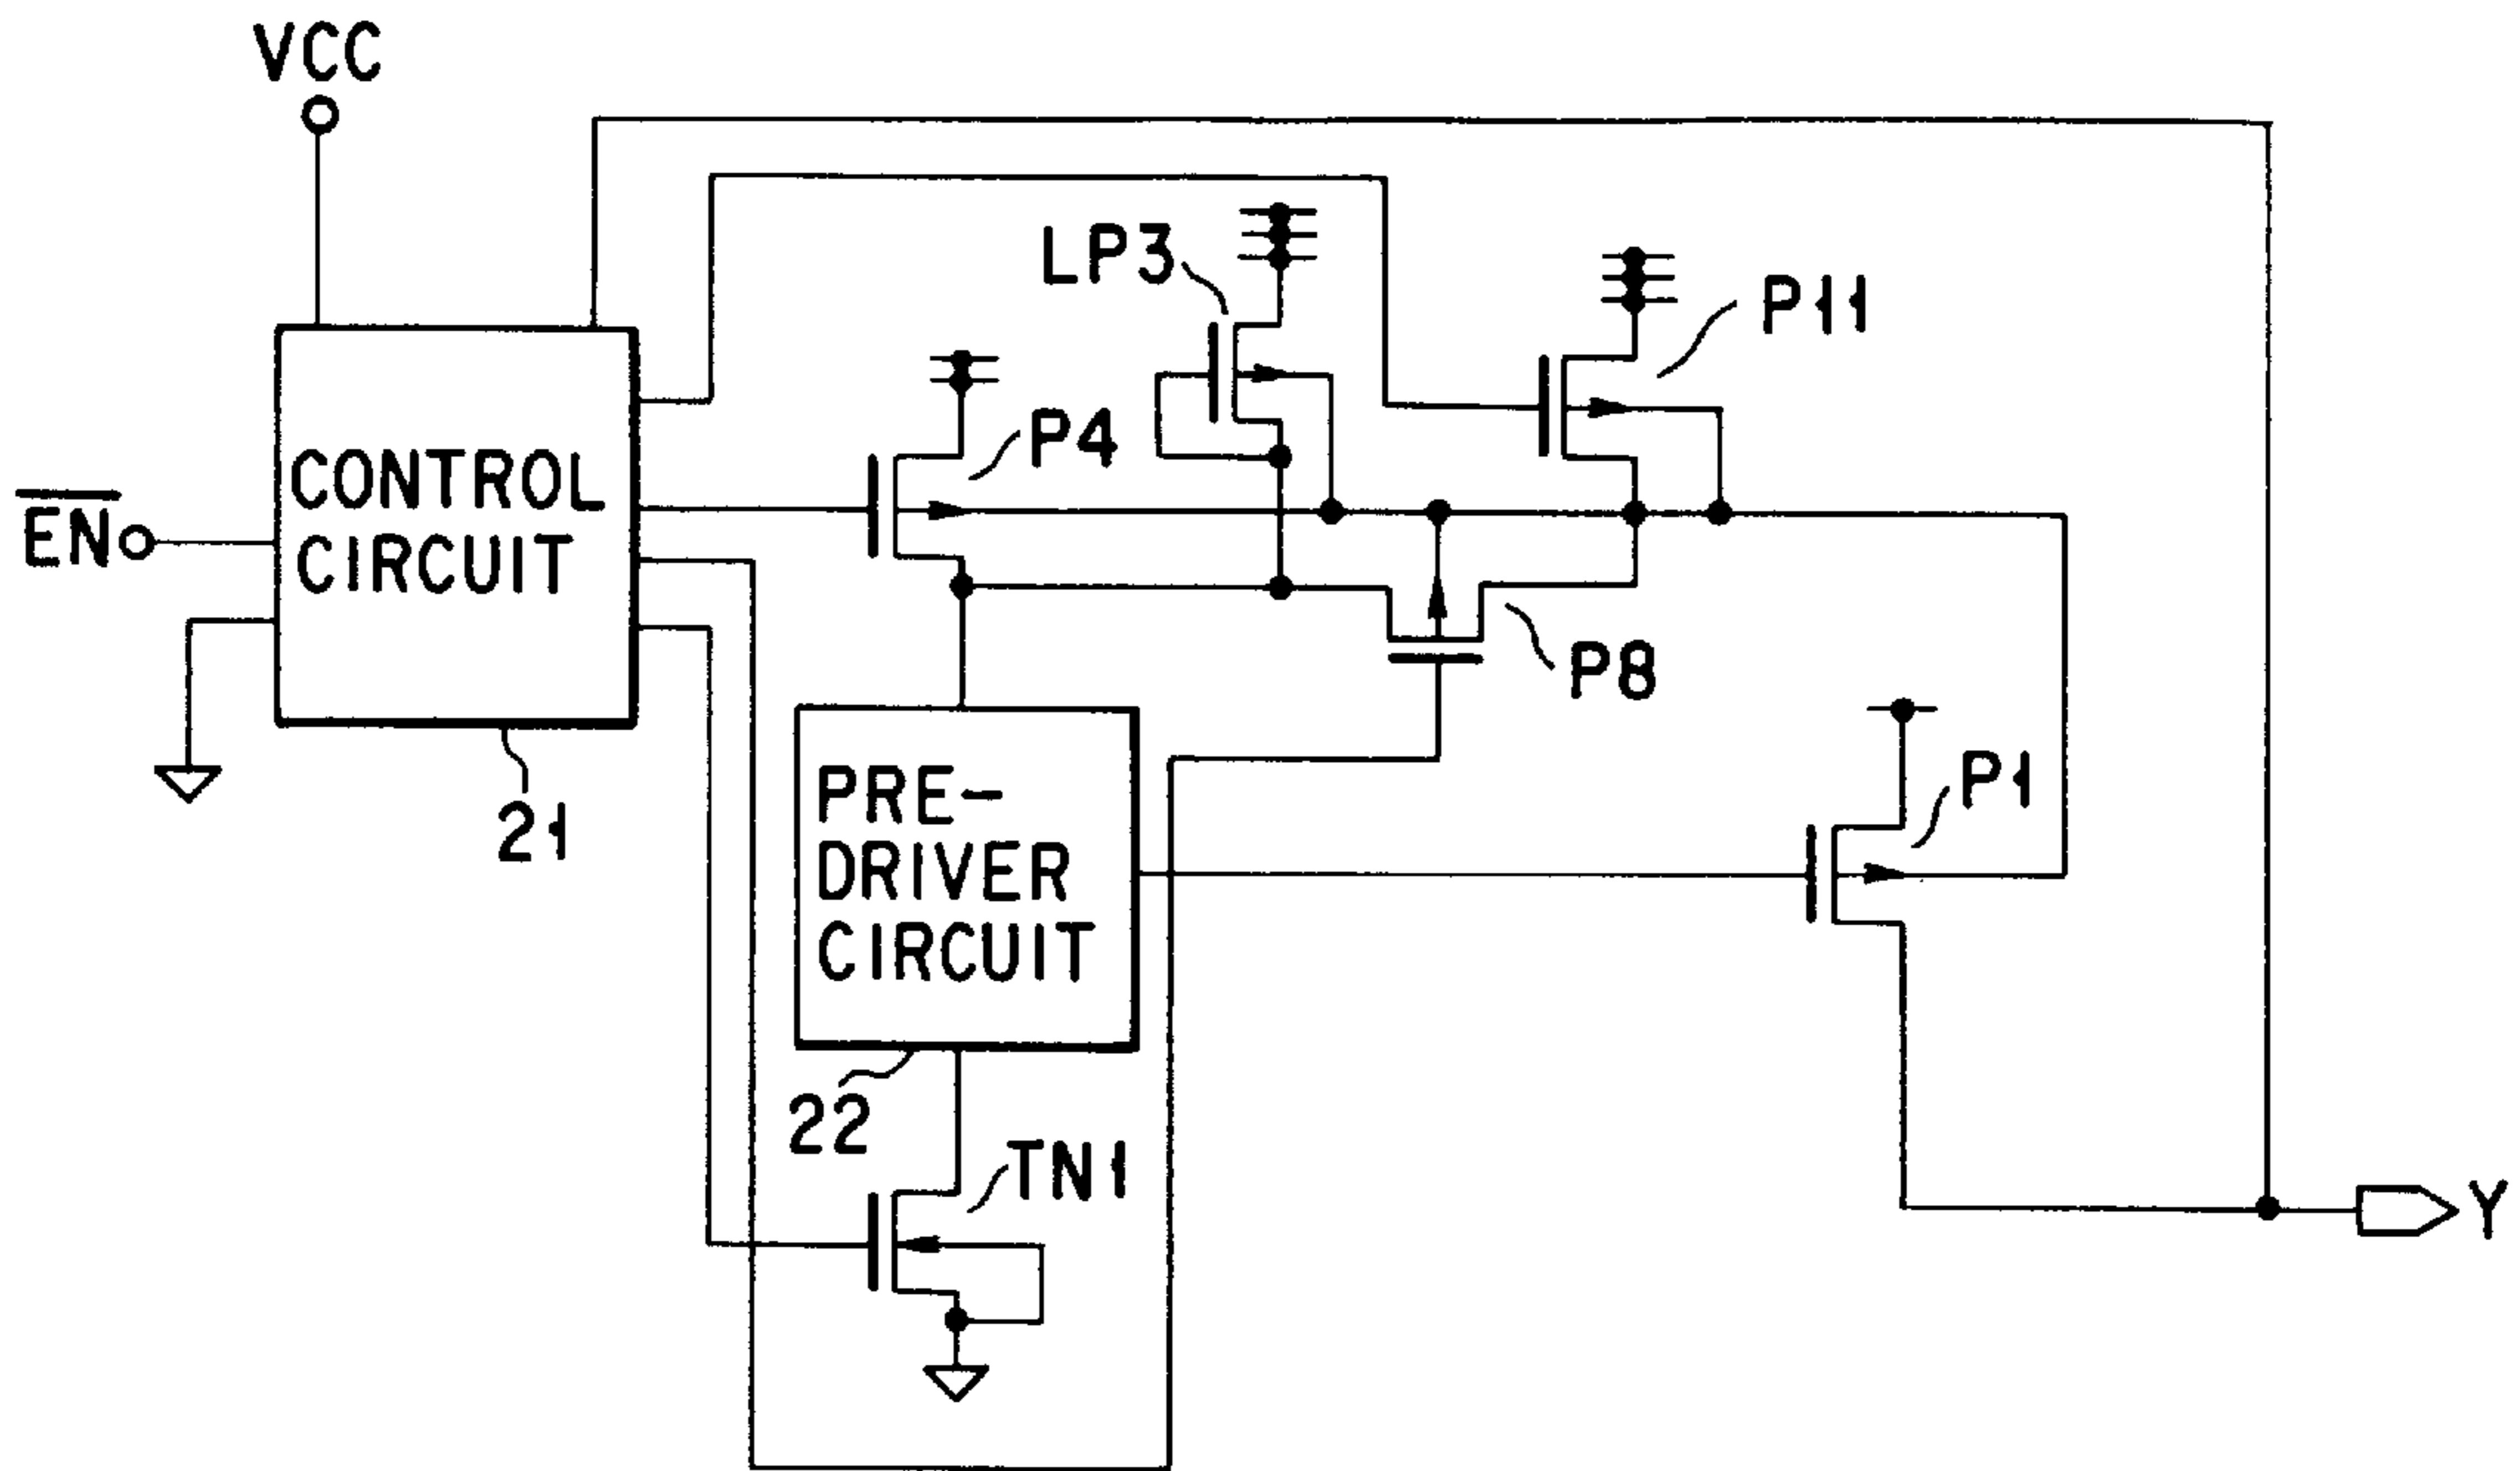 VCC
LP3
P11
P4
CONTROL
CIRCUIT
EN
P8
PRE-
DRIVER
CIRCUIT
P1
21
22
TN1
Y